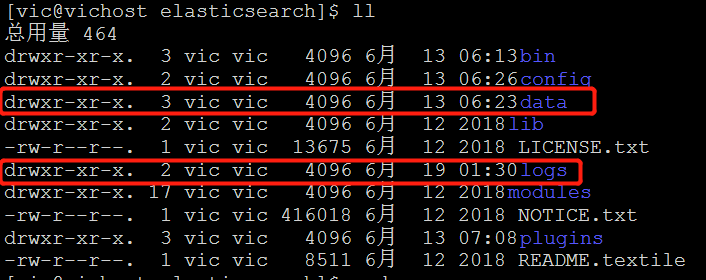 [vic@vichost elasticsearch]$ ll
总用量 464
drwxr-xr-x. 3 vic vic 4096 6月 13 06:13 bin
drwxr-xr-x. 2 vic vic 4096 6月 13 06:26 config
drwxr-xr-x. 3 vic vic 4096 6月 13 06:23 data
drwxr-xr-x. 2 vic vic 4096 6月 12 2018 lib
-rw-r--r--. 1 vic vic 13675 6月 12 2018 LICENSE.txt
drwxr-xr-x. 2 vic vic 4096 6月 19 01:30 logs
drwxr-xr-x. 17 vic vic 4096 6月 12 2018 modules
-rw-r--r--. 1 vic vic 416018 6月 12 2018 NOTICE.txt
drwxr-xr-x. 3 vic vic 4096 6月 13 07:08 plugins
-rw-r--r--. 1 vic vic 8511 6月 12 2018 README.textile